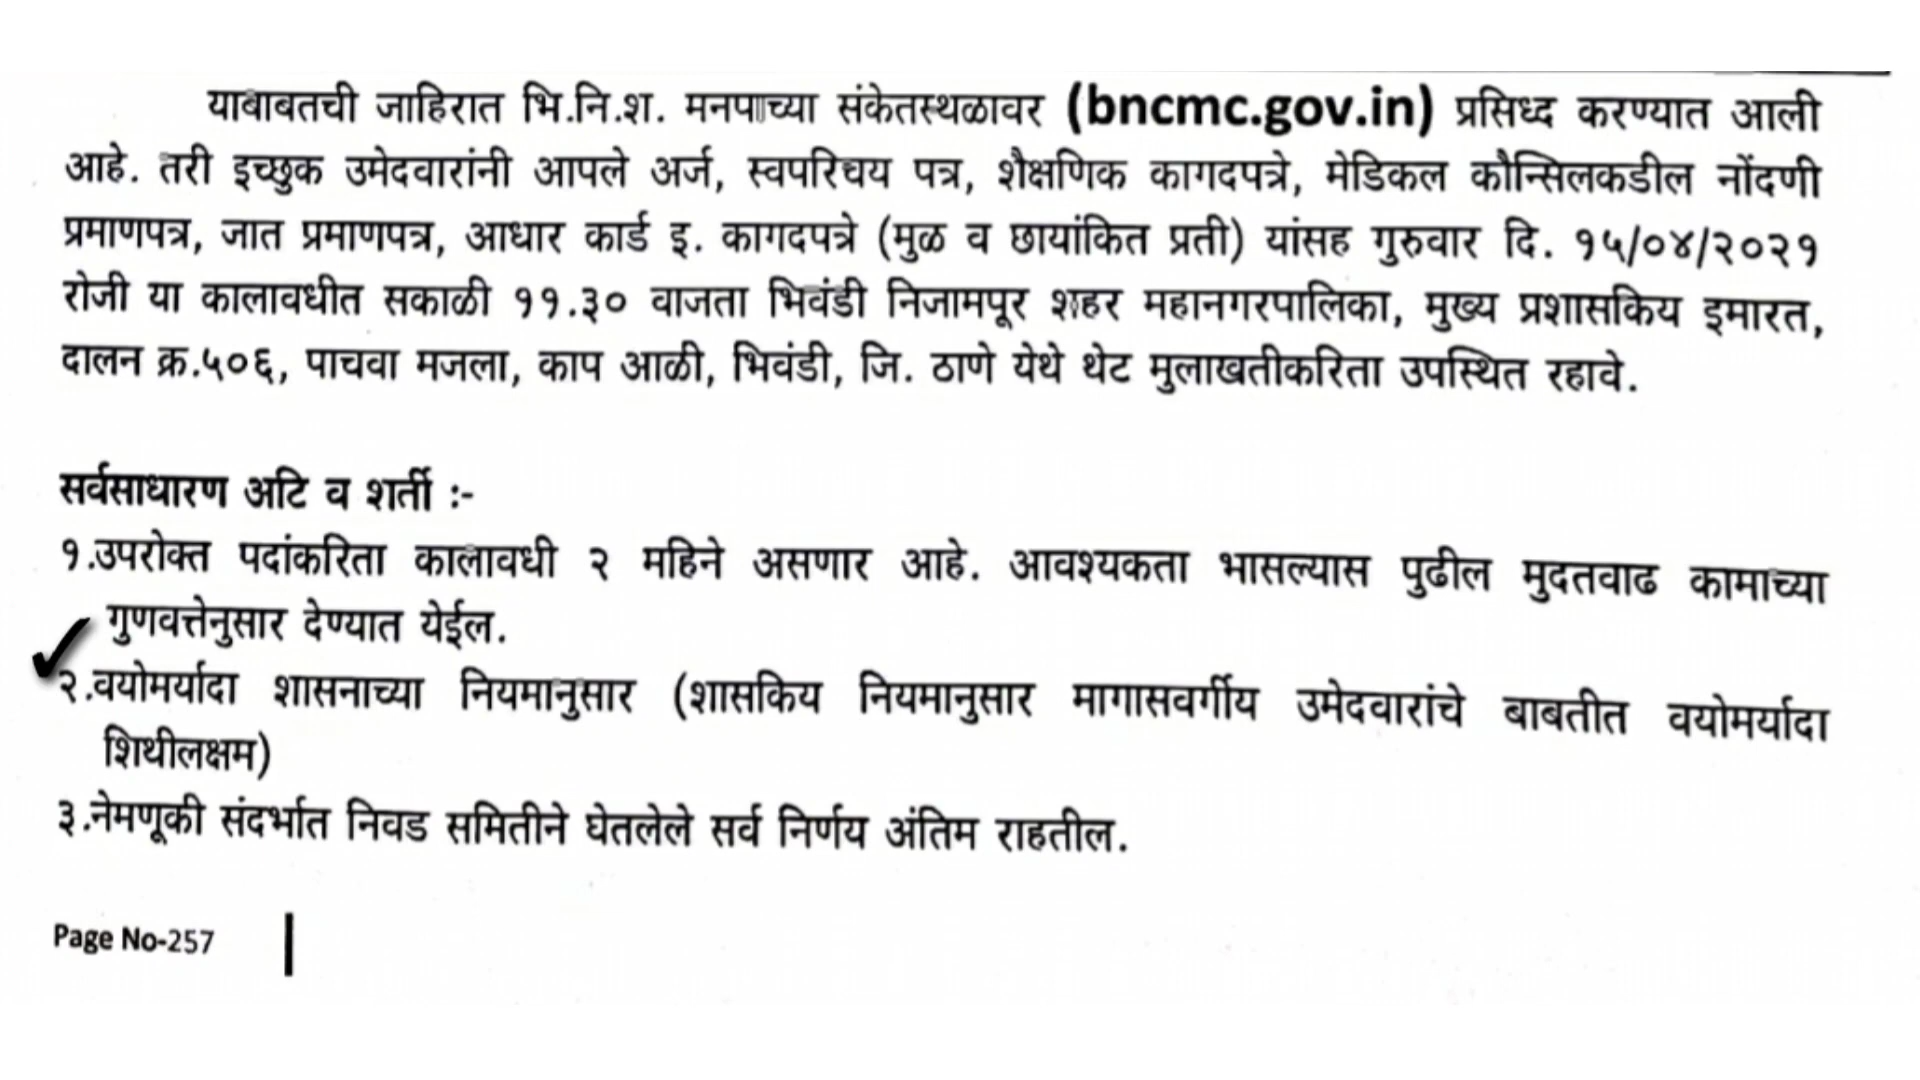 याबाबतची जाहिरात भि.नि.श. मनपाच्या संकेतस्थळावर (bncmc.gov.in) प्रसिध्द करण्यात आली
आहे. तरी इच्छुक उमेदवारांनी आपले अर्ज, स्वपरिचय पत्र, शैक्षणिक कागदपत्रे, मेडिकल कौन्सिलकडील नोंदणी
प्रमाणपत्र, जात प्रमाणपत्र, आधार कार्ड इ. कागदपत्रे (मुळ व छायांकित प्रती) यांसह गुरुवार दि. १५/०४/२०२१
रोजी या कालावधीत सकाळी ११.३० वाजता भिवंडी निजामपूर शहर महानगरपालिका, मुख्य प्रशासकिय इमारत,
दालन क्र.५०६, पाचवा मजला, काप आळी, भिवंडी, जि. ठाणे येथे थेट मुलाखतीकरिता उपस्थित रहावे.
सर्वसाधारण अटि व शर्ती :-
१.उपरोक्त पदांकरिता कालावधी २ महिने असणार आहे. आवश्यकता भासल्यास पुढील मुदतवाढ कामाच्या
गुणवत्तेनुसार देण्यात येईल.
२.वयोमर्यादा शासनाच्या नियमानुसार (शासकिय नियमानुसार मागासवर्गीय उमेदवारांचे बाबतीत वयोमर्यादा
शिथीलक्षम)
३.नेमणूकी संदर्भात निवड समितीने घेतलेले सर्व निर्णय अंतिम राहतील.
Page No-257